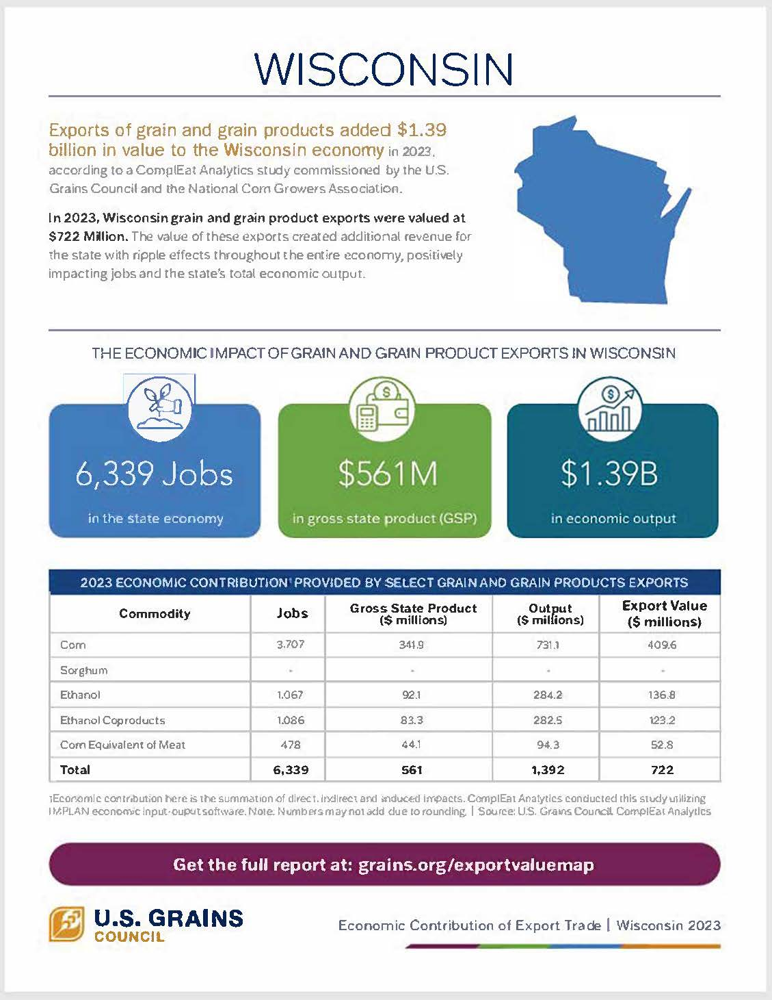 WISCONSIN
Exports of grain and grain products added $1.39
billion in value to the Wisconsin economy in 2023,
according to a ComplEat Analytics study commissioned by the U.S.
Grains Council and the National Corn Growers Association.
In 2023, Wisconsin grain and grain product exports were valued at
$722 Million. The value of these exports created additional revenue for
the state with ripple effects throughout the entire economy, positively
impacting jobs and the state's total economic output.
THE ECONOMIC IMPACT OF GRAIN AND GRAIN PRODUCT EXPORTS IN WISCONSIN
6,339 Jobs
in the state economy
$561M
in gross state product (GSP)
$1.39B
in economic output
2023 ECONOMIC CONTRIBUTION¹ PROVIDED BY SELECT GRAIN AND GRAIN PRODUCTS EXPORTS
Commodity Jobs Gross State Product ($ millions) Output ($ millions) Export Value ($ millions)
Corn 3,707 341.9 731.1 409.6
Sorghum - - - -
Ethanol 1,067 92.1 284.2 136.8
Ethanol Coproducts 1,086 83.3 282.5 123.2
Corn Equivalent of Meat 478 44.1 94.3 52.8
Total 6,339 561 1,392 722
1Economic contribution here is the summation of direct, indirect and induced impacts. ComplEat Analytics conducted this study utilizing
IMPLAN economic input-ouput software. Note: Numbers may not add due to rounding. | Source: U.S. Grains Council, ComplEat Analytics
Get the full report at: grains.org/exportvaluemap
U.S. GRAINS
COUNCIL
Economic Contribution of Export Trade | Wisconsin 2023